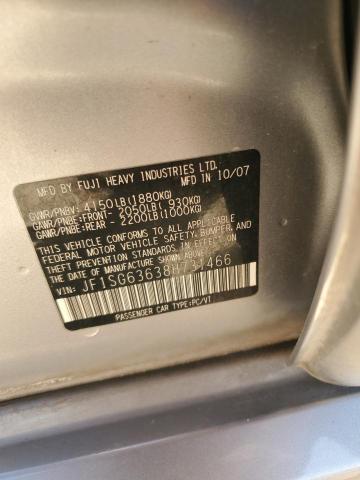 MFD BY FUJI HEAVY INDUSTRIES LTD.
MFD IN 10/07
GVWR/PNBV: 4150LB(1880KG)
GAWR/PNBE:FRONT- 2050LB( 930KG)
GAWR/PNBE:REAR - 2200LB(1000KG)
THIS VEHICLE CONFORMS TO ALL APPLICABLE
FEDERAL MOTOR VEHICLE SAFETY, BUMPER, AND
THEFT PREVENTION STANDARDS IN EFFECT ON THE
DATE OF MANUFACTURE SHOWN ABOVE.
VIN:
PASSENGER CAR TYPE:PC/VT